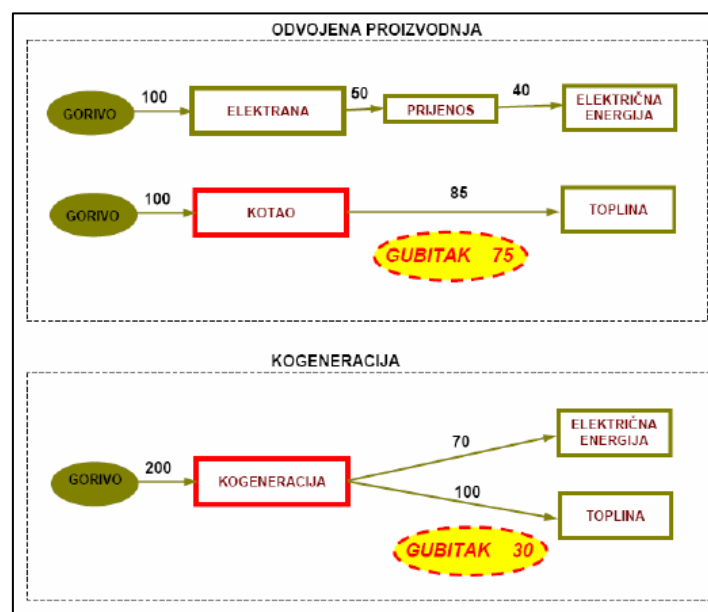 ODVOJENA PROIZVODNJA
GORIVO
100
ELEKTRANA
50
PRIJENOS
40
ELEKTRIČNA
ENERGIJA
GORIVO
100
KOTAO
85
TOPLINA
GUBITAK 75
KOGENERACIJA
GORIVO
200
KOGENERACIJA
70
ELEKTRIČNA
ENERGIJA
100
TOPLINA
GUBITAK 30